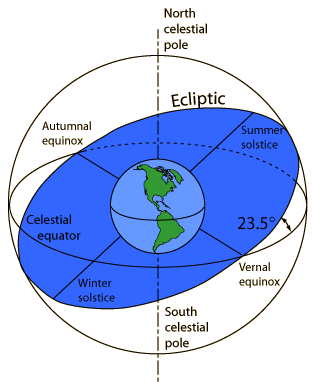 North
celestial
pole
Ecliptic
Autumnal
equinox
Summer
solstice
Celestial
equator
23.5°
Winter
solstice
Vernal
equinox
South
celestial
pole